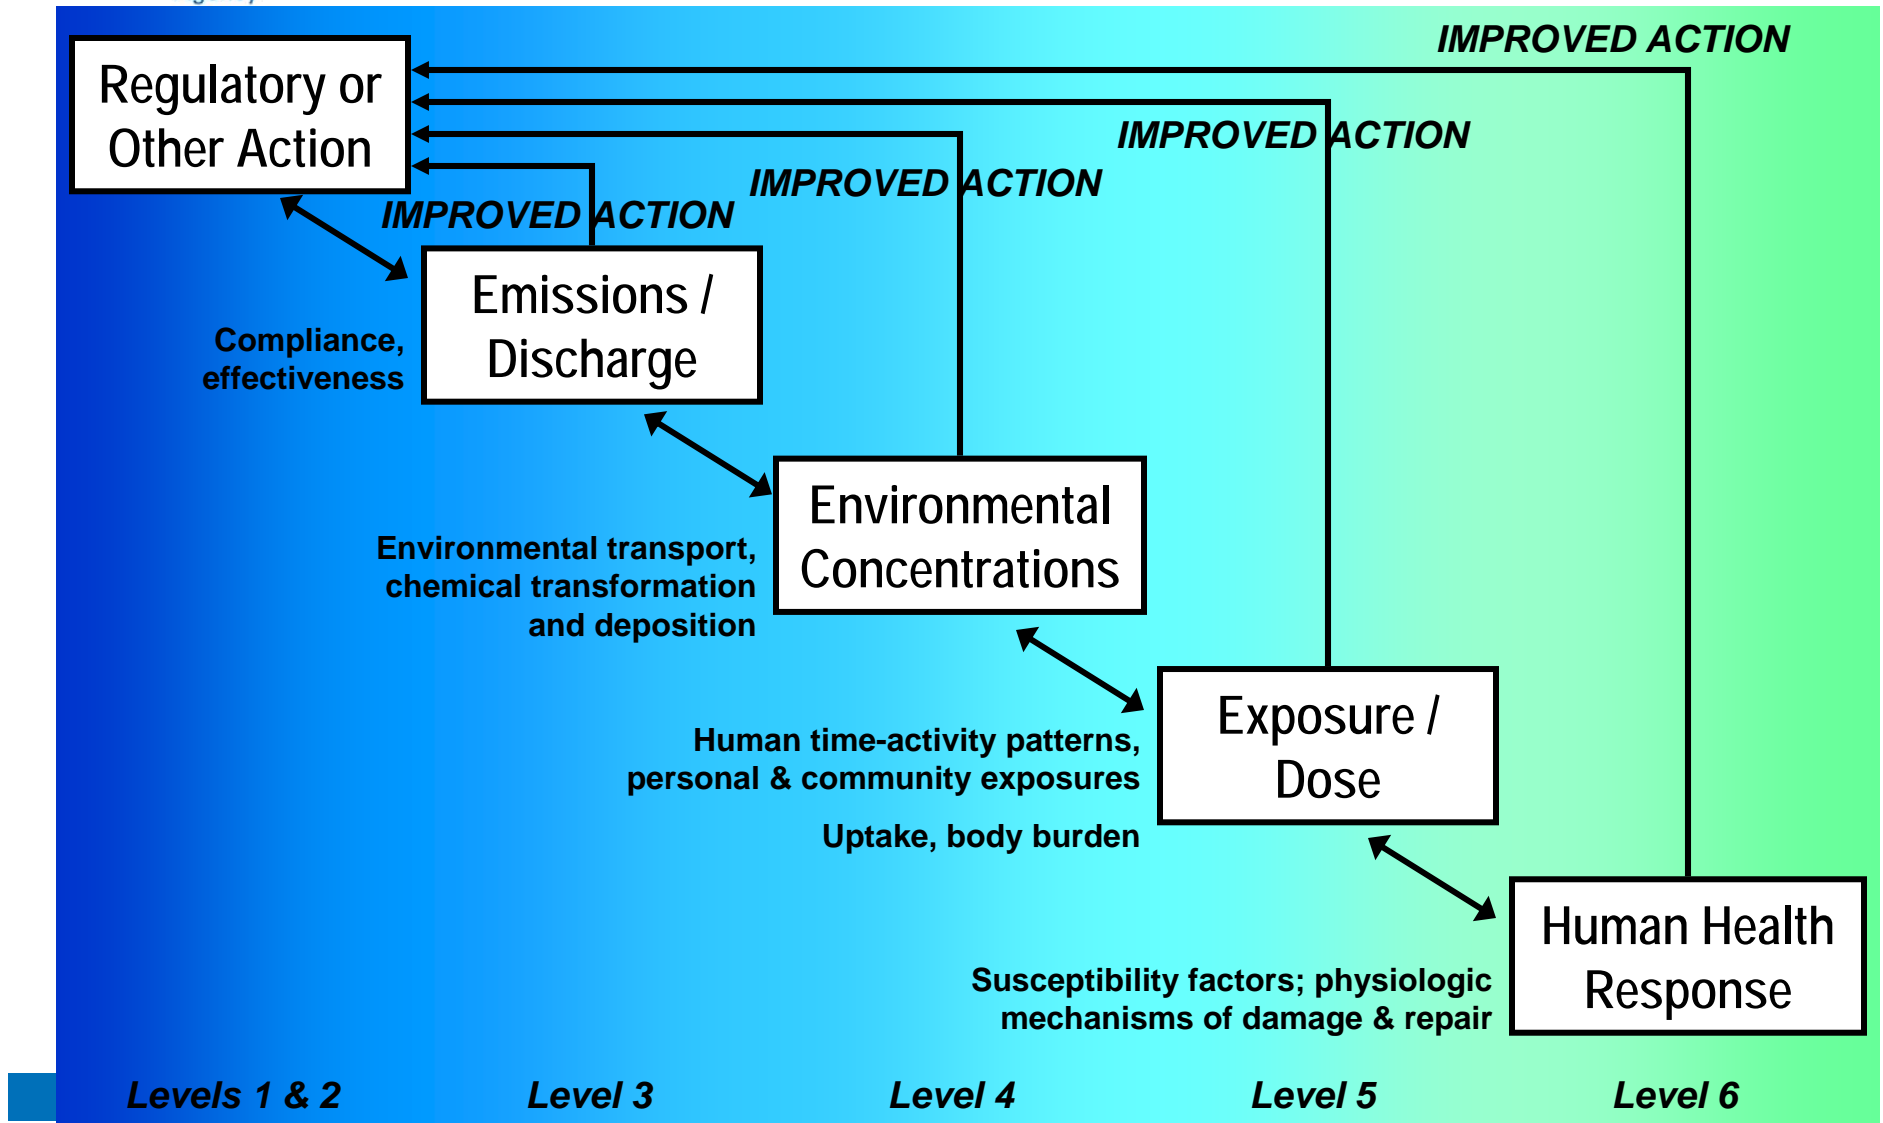 IMPROVED ACTION
Regulatory or
Other Action
IMPROVED ACTION
IMPROVED ACTION
IMPROVED ACTION
Emissions /
Discharge
Compliance,
effectiveness
Environmental
Concentrations
Environmental transport,
chemical transformation
and deposition
Exposure /
Dose
Human time-activity patterns,
personal & community exposures
Uptake, body burden
Human Health
Response
Susceptibility factors; physiologic
mechanisms of damage & repair
Levels 1 & 2
Level 3
Level 4
Level 5
Level 6